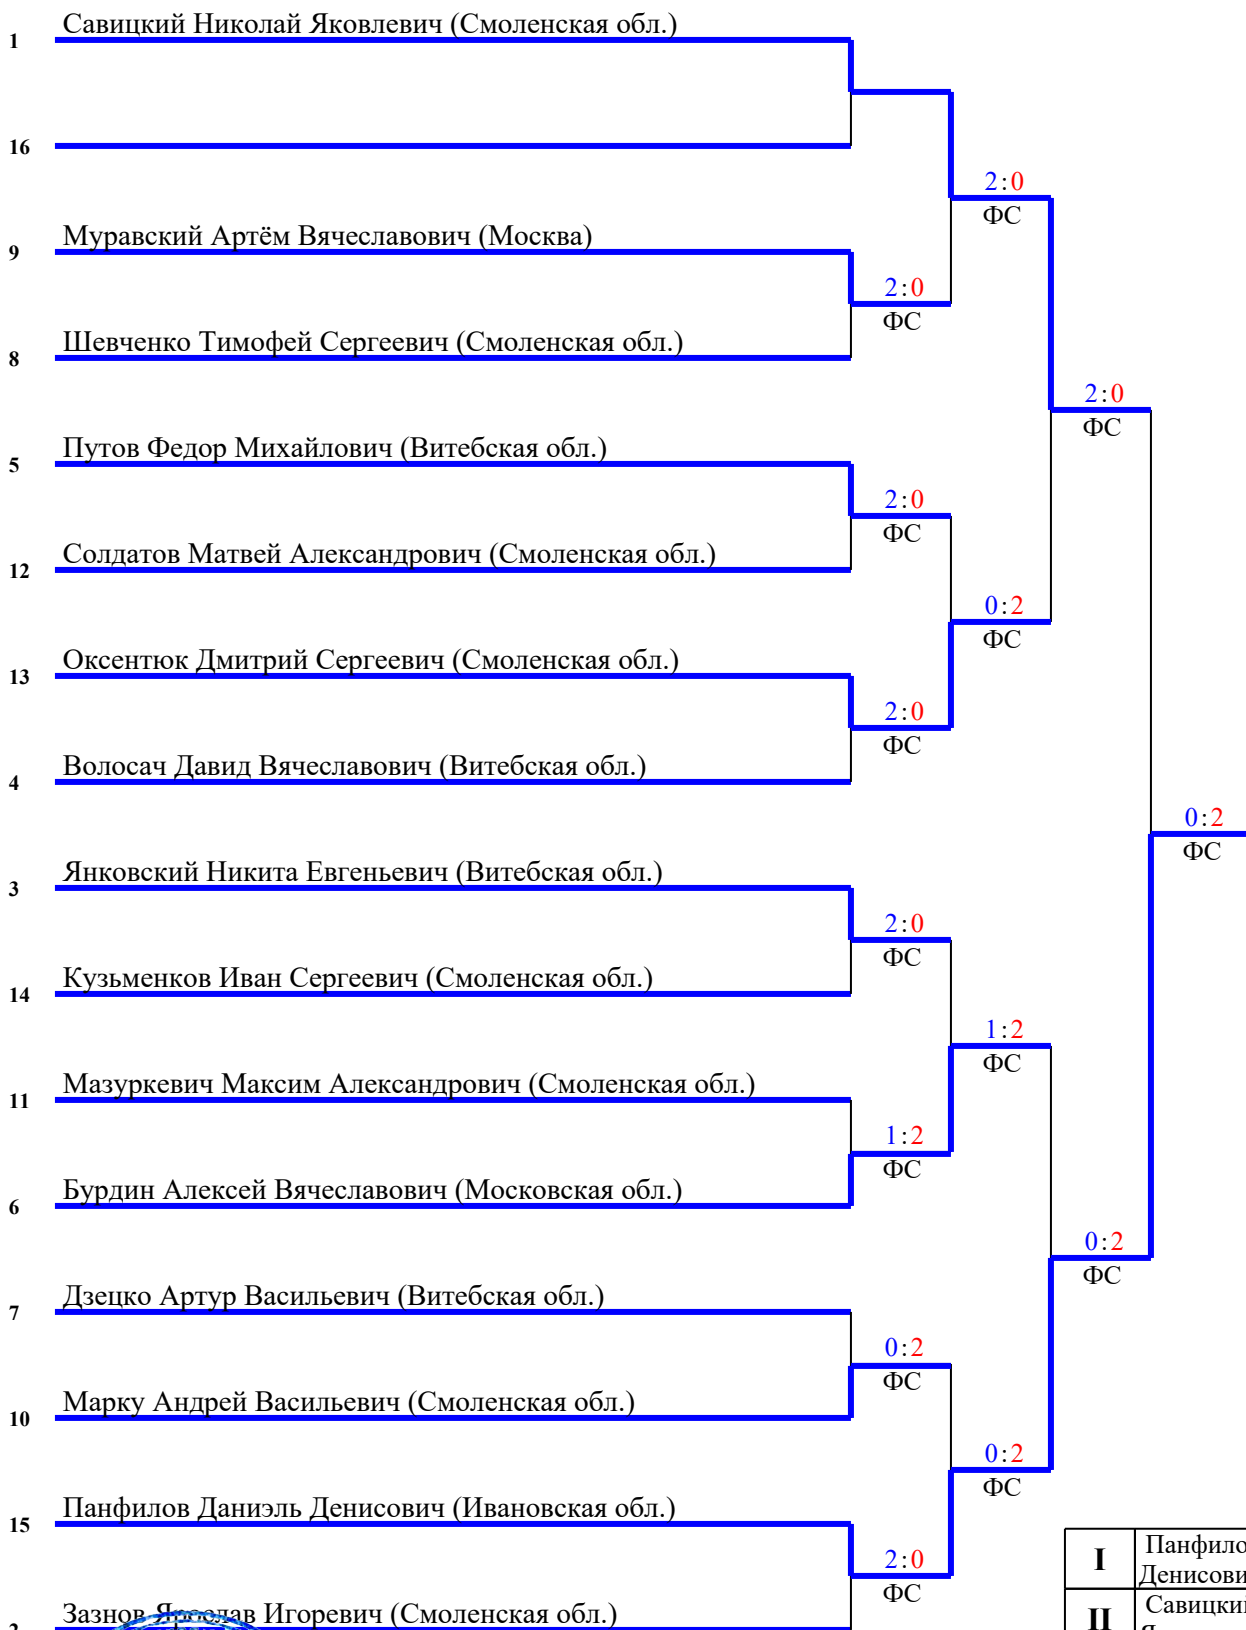 Савицкий Николай Яковлевич (Смоленская обл.)
1
16
2:0
ФС
Муравский Артём Вячеславович (Москва)
9
2:0
ФС
Шевченко Тимофей Сергеевич (Смоленская обл.)
8
2:0
ФС
Путов Федор Михайлович (Витебская обл.)
5
2:0
ФС
Солдатов Матвей Александрович (Смоленская обл.)
12
0:2
ФС
Оксентюк Дмитрий Сергеевич (Смоленская обл.)
13
2:0
ФС
Волосач Давид Вячеславович (Витебская обл.)
4
0:2
ФС
Янковский Никита Евгеньевич (Витебская обл.)
3
2:0
ФС
Кузьменков Иван Сергеевич (Смоленская обл.)
14
1:2
ФС
Мазуркевич Максим Александрович (Смоленская обл.)
11
1:2
ФС
Бурдин Алексей Вячеславович (Московская обл.)
6
0:2
ФС
Дзецко Артур Васильевич (Витебская обл.)
7
0:2
ФС
Марку Андрей Васильевич (Смоленская обл.)
10
0:2
ФС
Панфилов Даниэль Денисович (Ивановская обл.)
15
2:0
ФС
I Панфило
Денисови
Зазнов Ярослав Игоревич (Смоленская обл.)
2
II Савицки